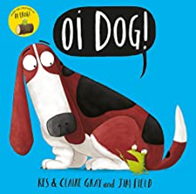 OI DOG!
KES & CLAIRE GRAY and JIM FIELD